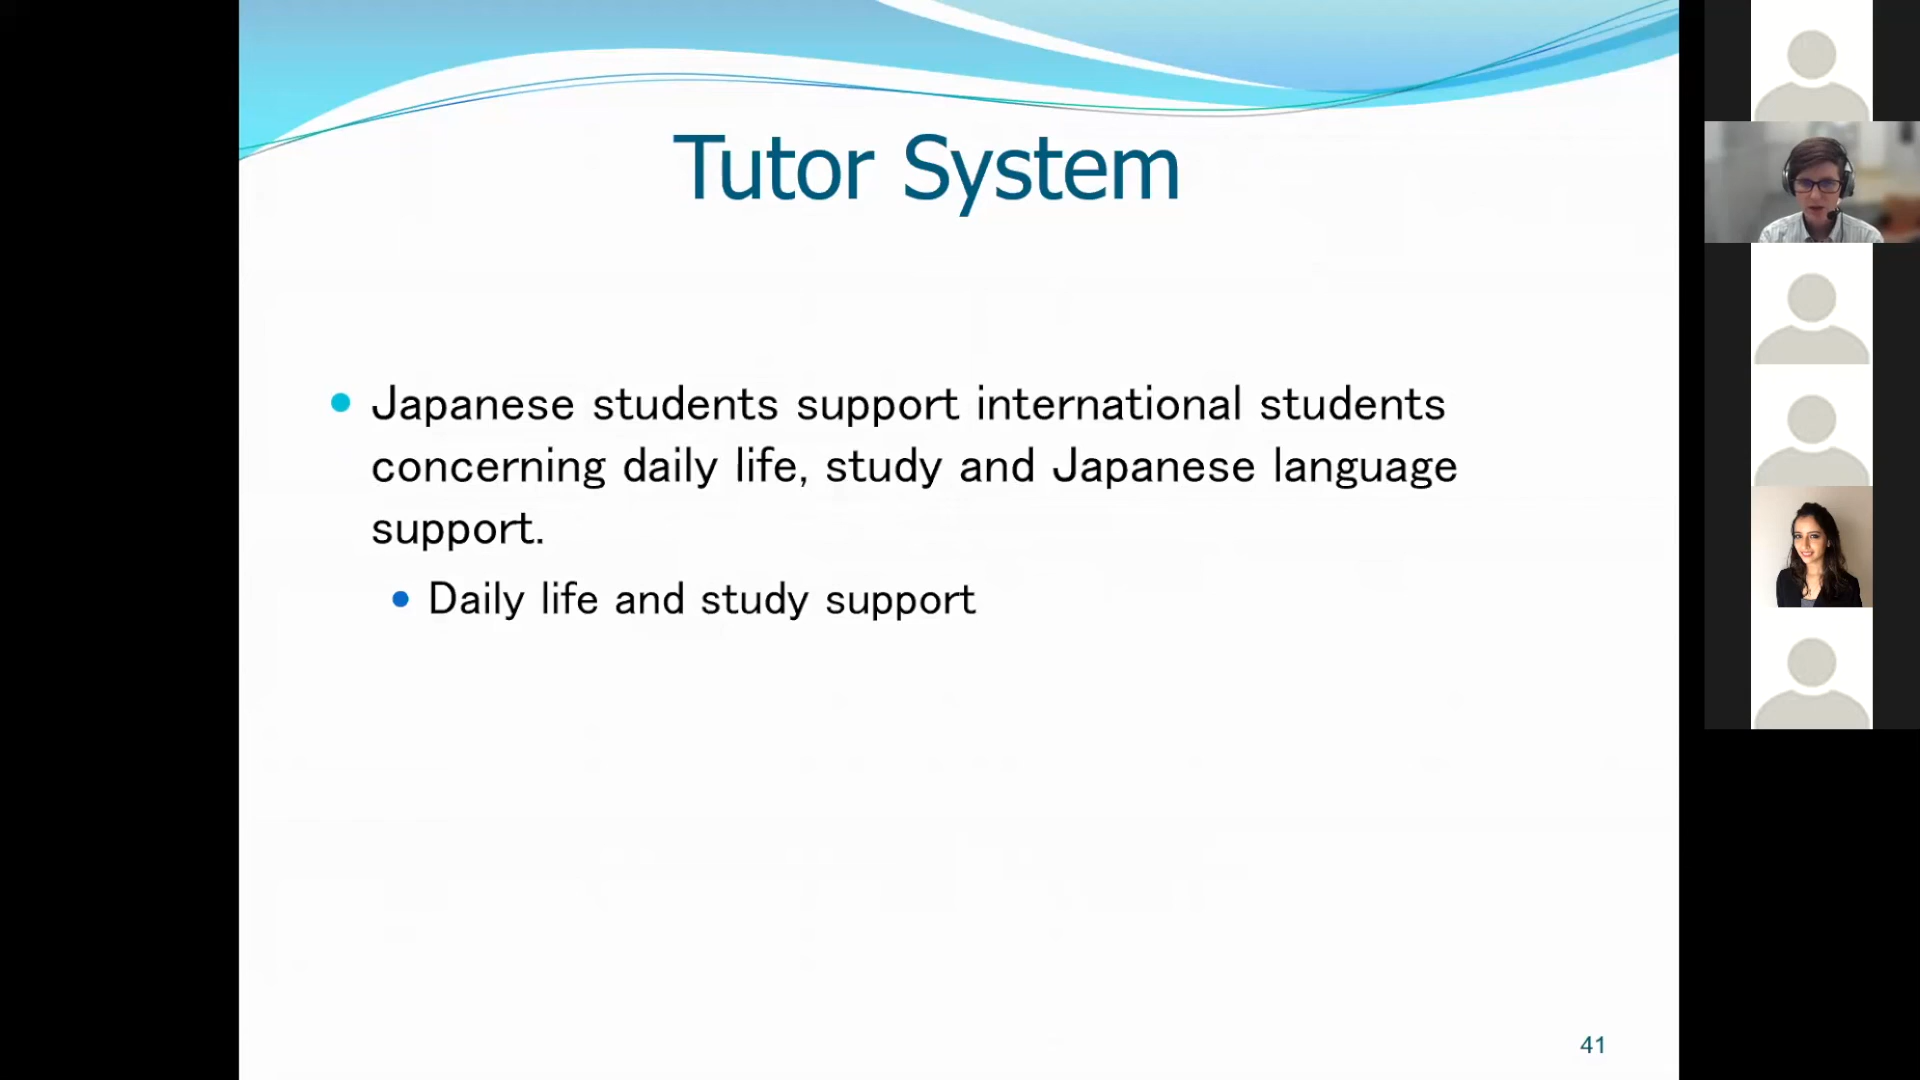 Tutor System
Japanese students support international students
concerning daily life, study and Japanese language
support.
Daily life and study support
41